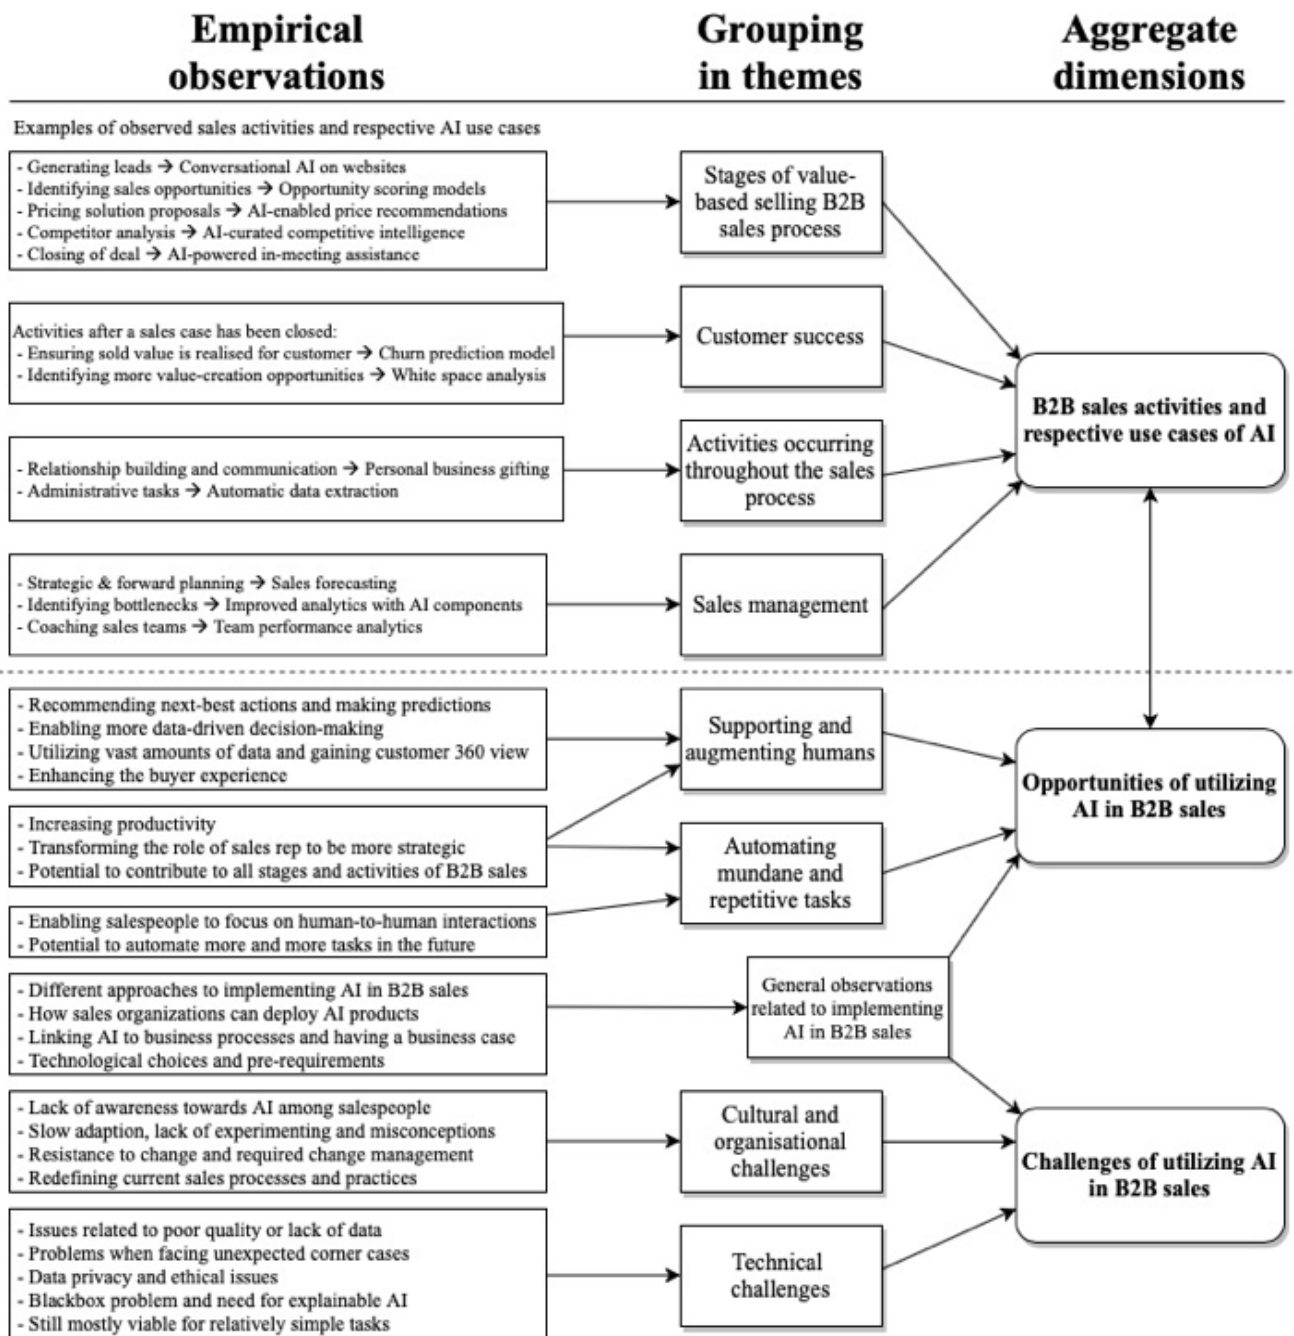 Empirical
observations
Grouping
in themes
Aggregate
dimensions
Examples of observed sales activities and respective AI use cases
- Generating leads → Conversational AI on websites
- Identifying sales opportunities → Opportunity scoring models
- Pricing solution proposals → AI-enabled price recommendations
- Competitor analysis → AI-curated competitive intelligence
- Closing of deal → AI-powered in-meeting assistance
Stages of value-
based selling B2B
sales process
Activities after a sales case has been closed:
- Ensuring sold value is realised for customer → Churn prediction model
- Identifying more value-creation opportunities → White space analysis
Customer success
B2B sales activities and
respective use cases of AI
- Relationship building and communication → Personal business gifting
- Administrative tasks → Automatic data extraction
Activities occurring
throughout the sales
process
- Strategic & forward planning → Sales forecasting
- Identifying bottlenecks → Improved analytics with AI components
- Coaching sales teams → Team performance analytics
Sales management
- Recommending next-best actions and making predictions
- Enabling more data-driven decision-making
- Utilizing vast amounts of data and gaining customer 360 view
- Enhancing the buyer experience
Supporting and
augmenting humans
Opportunities of utilizing
AI in B2B sales
- Increasing productivity
- Transforming the role of sales rep to be more strategic
- Potential to contribute to all stages and activities of B2B sales
Automating
mundane and
repetitive tasks
- Enabling salespeople to focus on human-to-human interactions
- Potential to automate more and more tasks in the future
- Different approaches to implementing AI in B2B sales
- How sales organizations can deploy AI products
- Linking AI to business processes and having a business case
- Technological choices and pre-requirements
General observations
related to implementing
AI in B2B sales
- Lack of awareness towards AI among salespeople
- Slow adaption, lack of experimenting and misconceptions
- Resistance to change and required change management
- Redefining current sales processes and practices
Cultural and
organisational
challenges
Challenges of utilizing AI
in B2B sales
- Issues related to poor quality or lack of data
- Problems when facing unexpected corner cases
- Data privacy and ethical issues
- Blackbox problem and need for explainable AI
- Still mostly viable for relatively simple tasks
Technical
challenges